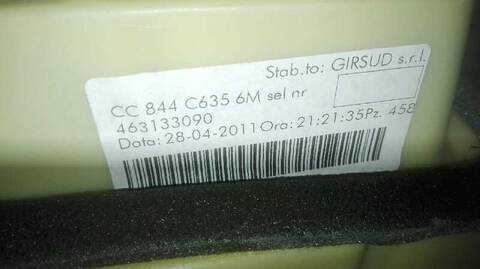 Stab.to: GIRSUD s.r.l.
CC 844 C635 6M sel nr
463133090
Data: 28-04-2011 Ora: 21:21:35 Pz. 458